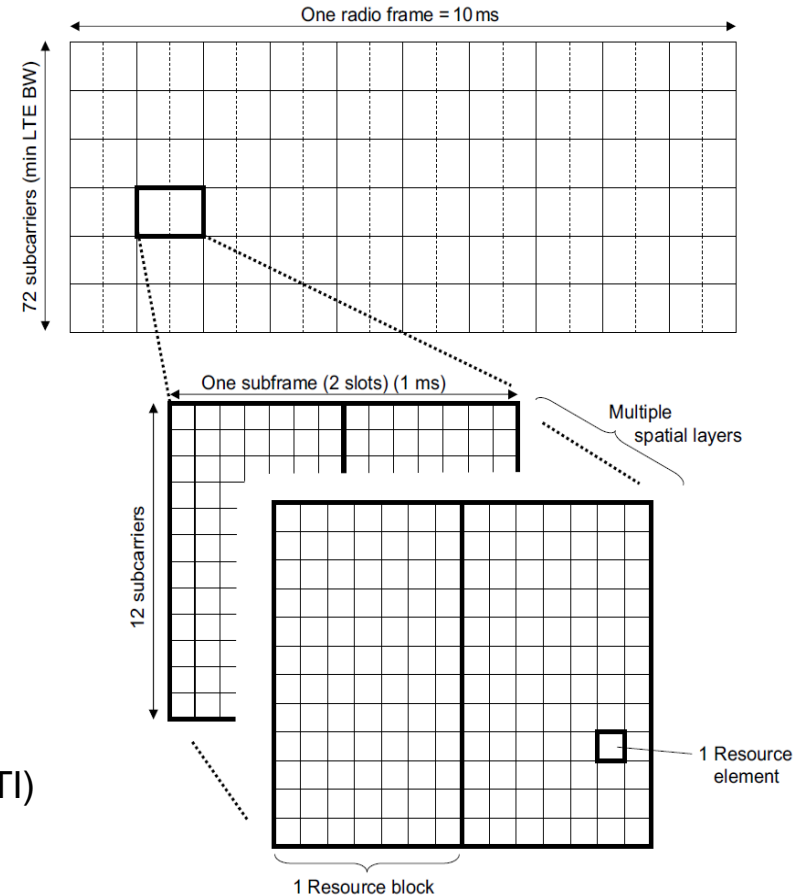 One radio frame = 10 ms
72 subcarriers (min LTE BW)
One subframe (2 slots) (1 ms)
Multiple
spatial layers
12 subcarriers
1 Resource
element
TI)
1 Resource block